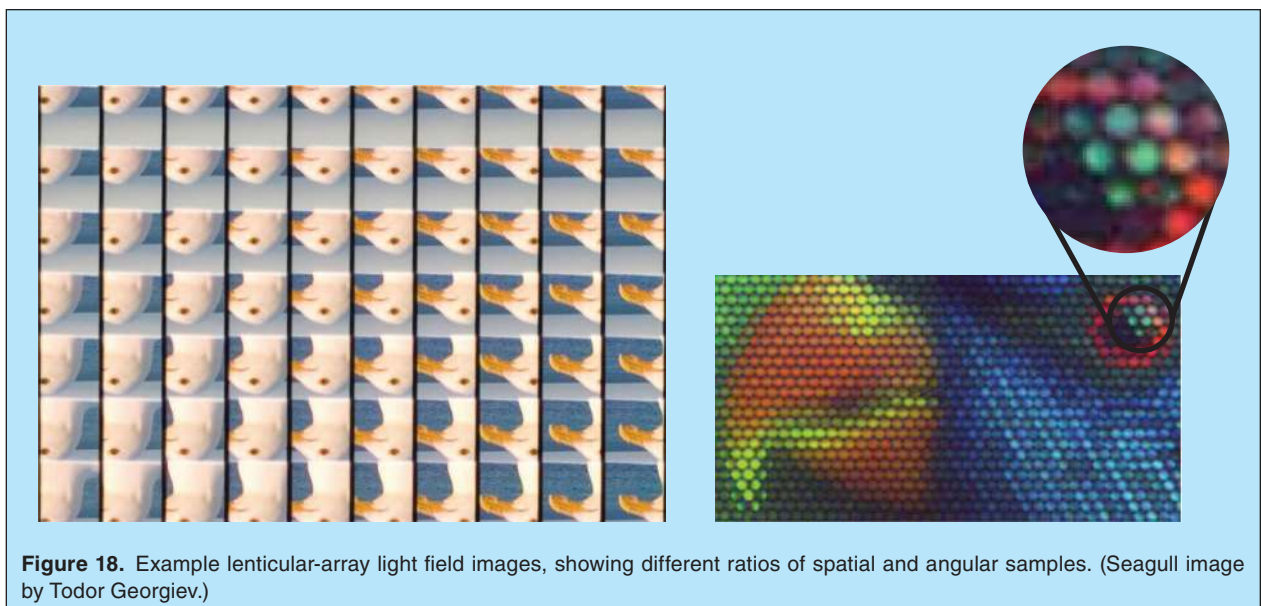 Figure 18. Example lenticular-array light field images, showing different ratios of spatial and angular samples. (Seagull image
by Todor Georgiev.)